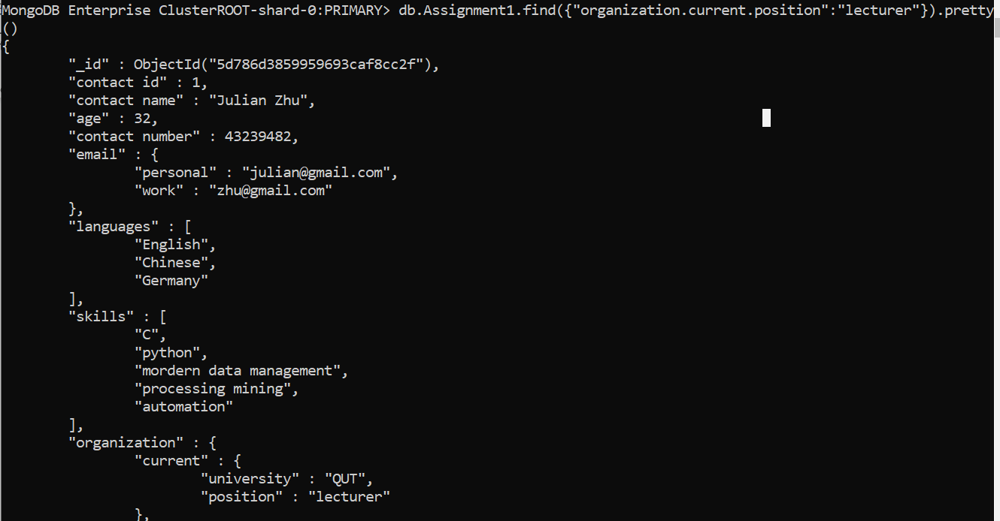 MongoDB Enterprise ClusterROOT-shard-0:PRIMARY> db.Assignment1.find({"organization.current.position":"lecturer"}).pretty
()
{
        "_id" : ObjectId("5d786d3859959693caf8cc2f"),
        "contact id" : 1,
        "contact name" : "Julian Zhu",
        "age" : 32,
        "contact number" : 43239482,
        "email" : {
                "personal" : "julian@gmail.com",
                "work" : "zhu@gmail.com"
        },
        "languages" : [
                "English",
                "Chinese",
                "Germany"
        ],
        "skills" : [
                "C",
                "python",
                "mordern data management",
                "processing mining",
                "automation"
        ],
        "organization" : {
                "current" : {
                        "university" : "QUT",
                        "position" : "lecturer"
                },